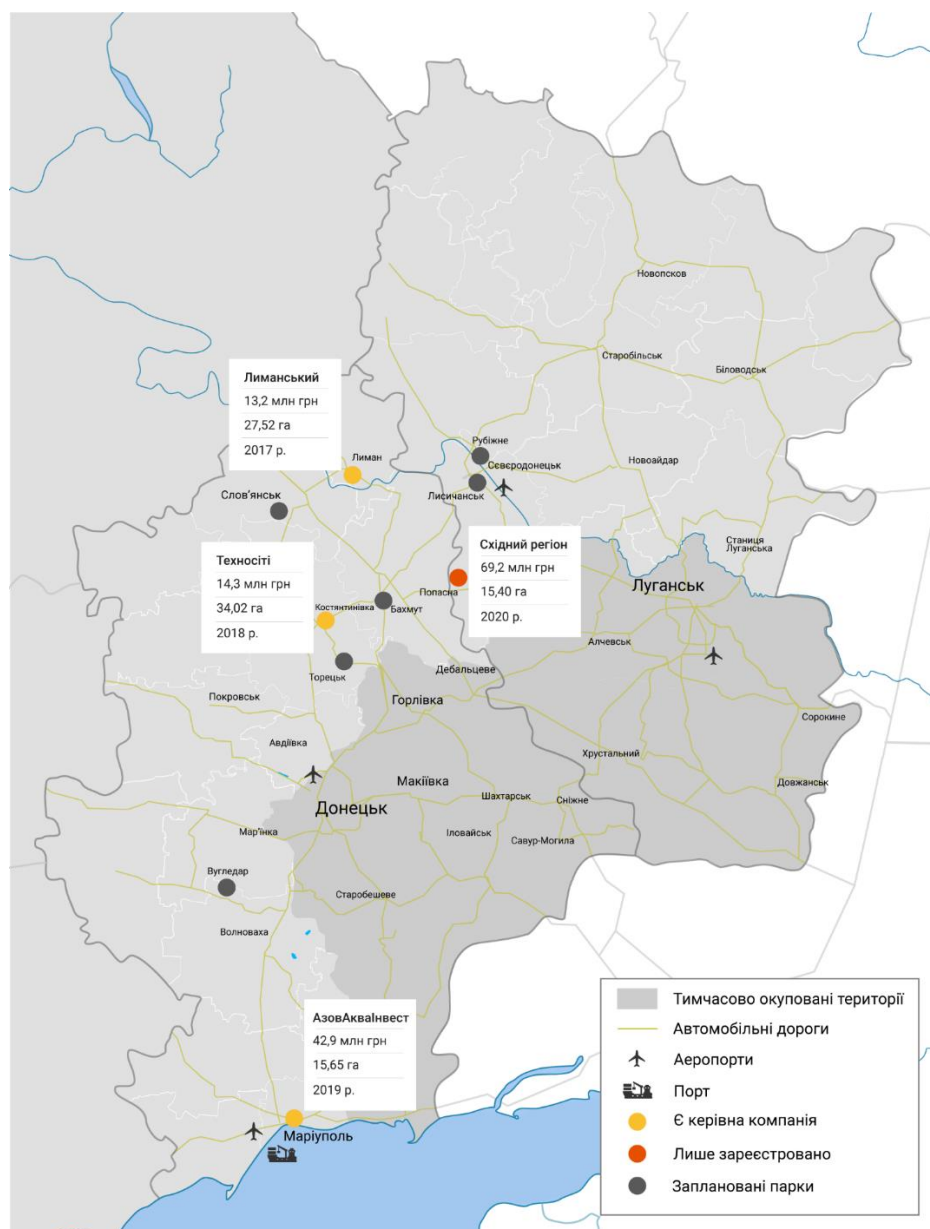 Новопсков
Старобільськ
Біловодськ
Лиманський
13,2 млн грн
27,52 га
2017 р.
Рубіжне
Лиман
Сєвєродонецьк
Новоайдар
Слов'янськ
Лисичанськ
Станиця
Луганська
Східний регіон
69,2 млн грн
15,40 га
2020 р.
Техносіті
14,3 млн грн
34,02 га
2018 р.
Луганськ
Попасна
Костянтинівка
Бахмут
Алчевськ
Торецьк
Дебальцеве
Покровськ
Горлівка
Сорокине
Авдіївка
Хрустальний
Макіївка
Довжанськ
Шахтарськ
Сніжне
Донецьк
Мар'їнка
Іловайськ
Савур-Могила
Вугледар
Старобешеве
Волноваха
АзовАкваІнвест
42,9 млн грн
15,65 га
2019 р.
Маріуполь
Тимчасово окуповані території
Автомобільні дороги
Аеропорти
Порт
Є керівна компанія
Лише зареєстровано
Заплановані парки